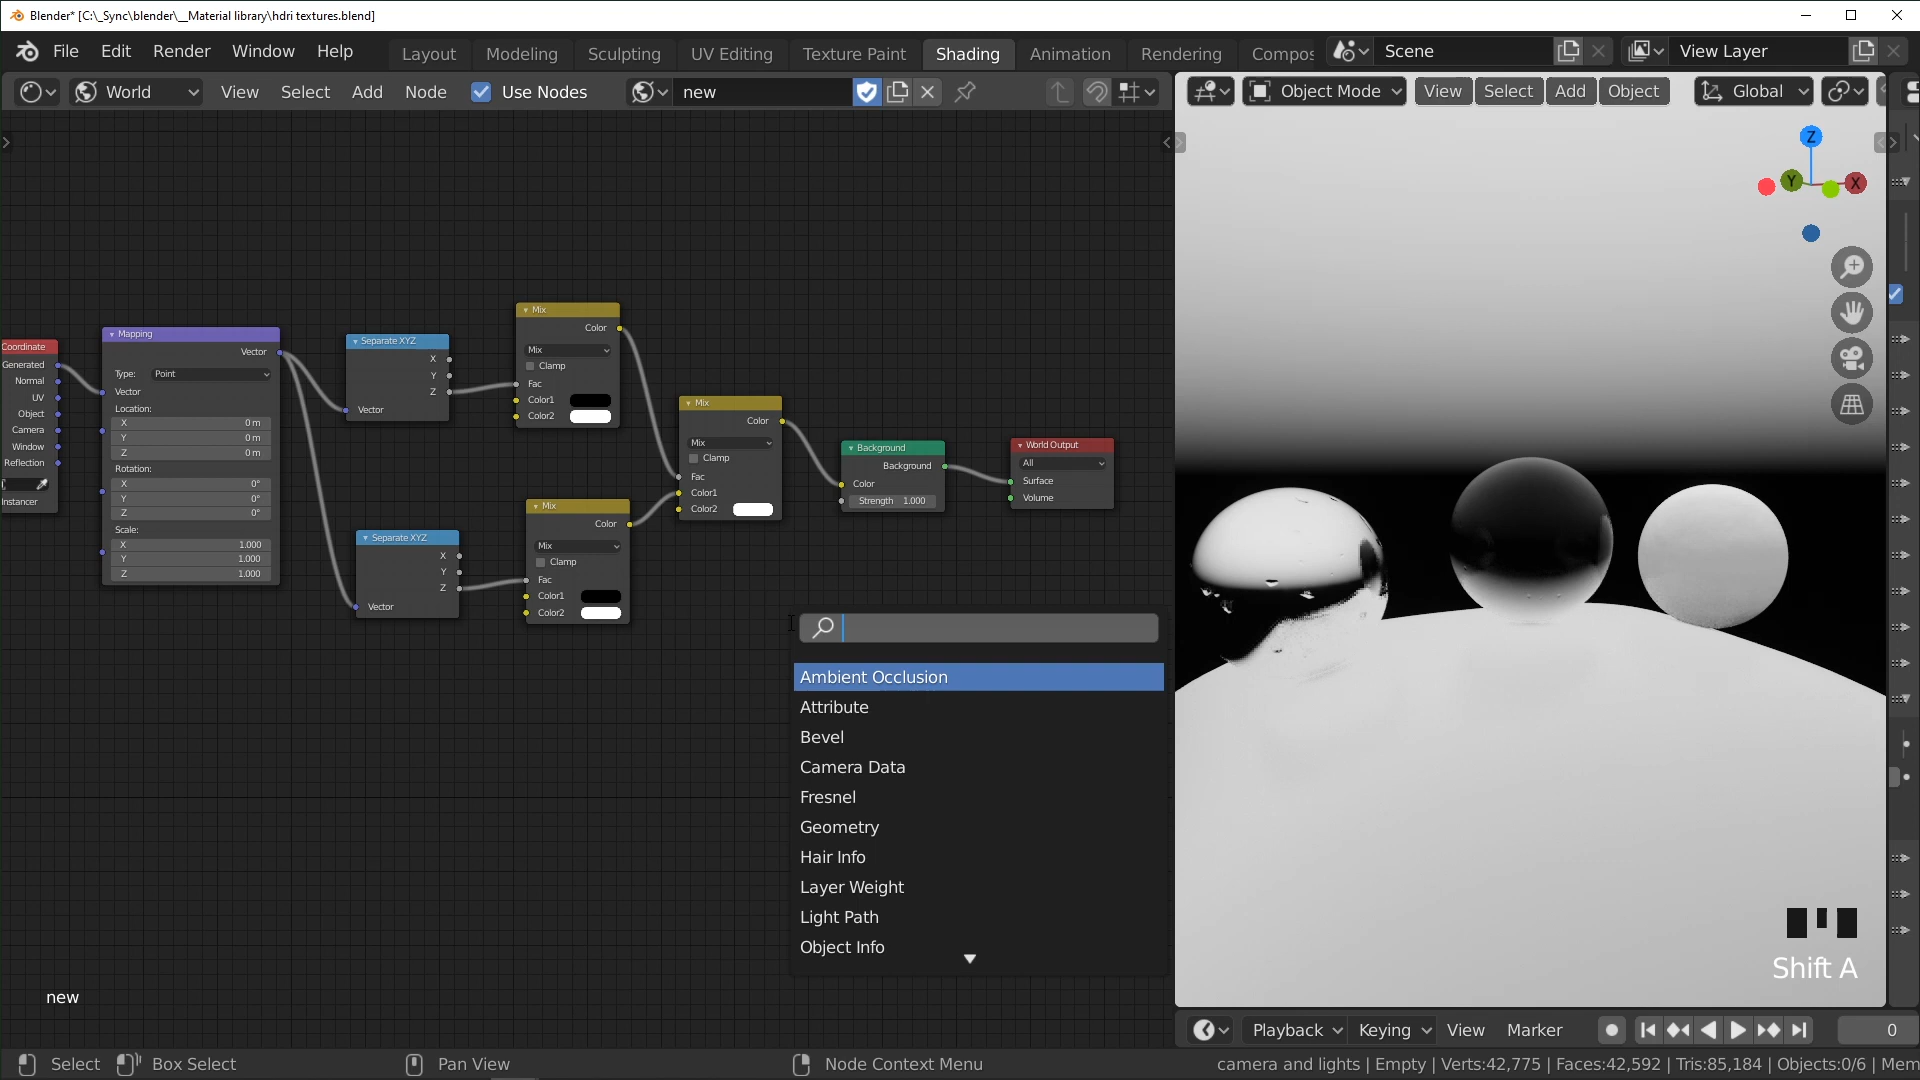 Blender* [C:\_Sync\blender\__Material library\hdri textures.blend]
File Edit Render Window Help Layout Modeling Sculpting UV Editing Texture Paint Shading Animation Rendering Compos Scene View Layer
World View Select Add Node Use Nodes new Object Mode View Select Add Object Global
Z
Y X
Coordinate
Generated
Normal
UV
Object
Camera
Window
Reflection
Instancer
Mapping
Vector
Type: Point
Vector
Location:
X 0 m
Y 0 m
Z 0 m
Rotation:
X 0°
Y 0°
Z 0°
Scale:
X 1.000
Y 1.000
Z 1.000
Separate XYZ
X
Y
Z
Vector
Mix
Color
Mix
Clamp
Fac
Color1
Color2
Separate XYZ
X
Y
Z
Vector
Mix
Color
Mix
Clamp
Fac
Color1
Color2
Mix
Color
Mix
Clamp
Fac
Color1
Color2
Background
Background
Color
Strength 1.000
World Output
All
Surface
Volume
Ambient Occlusion
Attribute
Bevel
Camera Data
Fresnel
Geometry
Hair Info
Layer Weight
Light Path
Object Info
Shift A
new
Playback Keying View Marker 0
Select Box Select Pan View Node Context Menu camera and lights | Empty | Verts:42,775 | Faces:42,592 | Tris:85,184 | Objects:0/6 | Mem